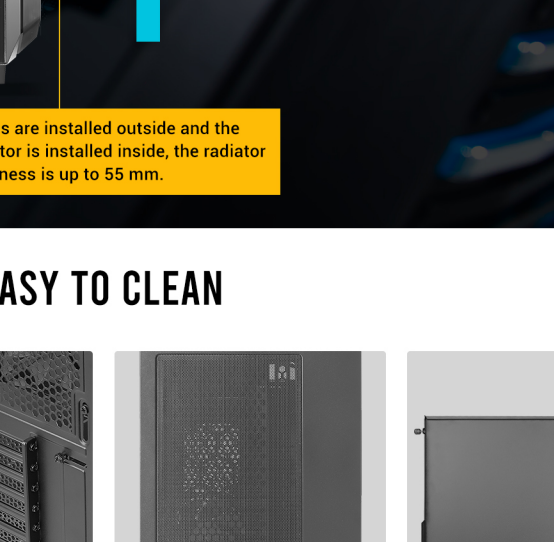 s are installed outside and the
tor is installed inside, the radiator
ness is up to 55 mm.
ASY TO CLEAN